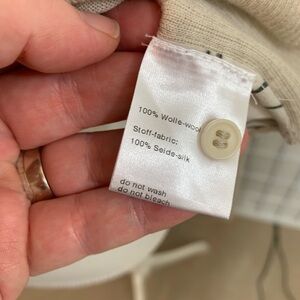 100% Wolle-wool
Stoff-fabric:
100% Seide-silk
do not wash
do not bleach